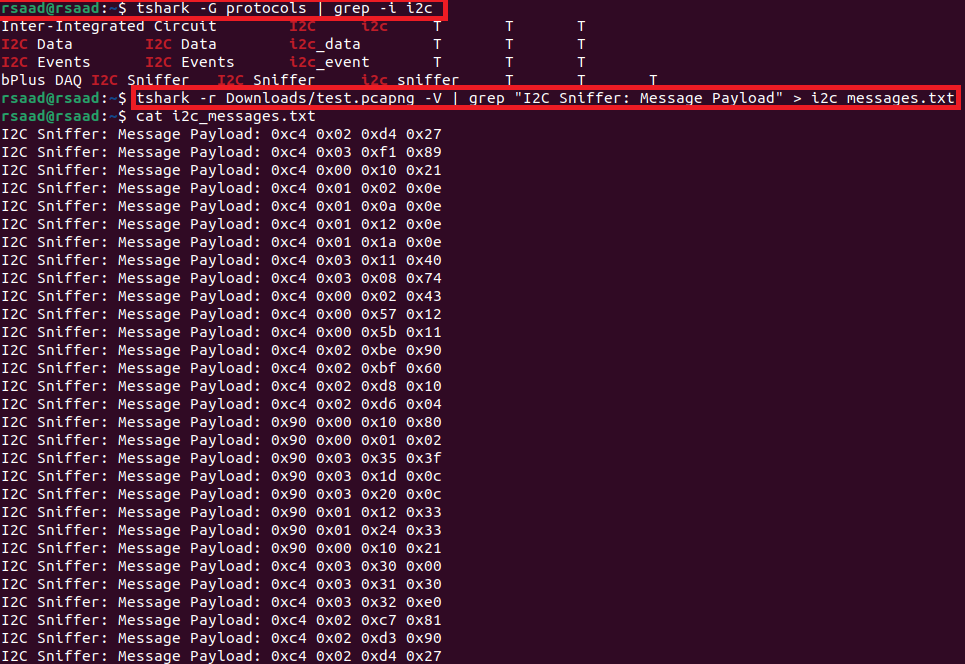 rsaad@rsaad:~$ tshark -G protocols | grep -i i2c
Inter-Integrated Circuit I2C i2c T T T
I2C Data I2C Data i2c_data T T T
I2C Events I2C Events i2c_event T T T
bPlus DAQ I2C Sniffer I2C Sniffer i2c_sniffer T T T
rsaad@rsaad:~$ tshark -r Downloads/test.pcapng -V | grep "I2C Sniffer: Message Payload" > i2c_messages.txt
rsaad@rsaad:~$ cat i2c_messages.txt
I2C Sniffer: Message Payload: 0xc4 0x02 0xd4 0x27
I2C Sniffer: Message Payload: 0xc4 0x03 0xf1 0x89
I2C Sniffer: Message Payload: 0xc4 0x00 0x10 0x21
I2C Sniffer: Message Payload: 0xc4 0x01 0x02 0x0e
I2C Sniffer: Message Payload: 0xc4 0x01 0x0a 0x0e
I2C Sniffer: Message Payload: 0xc4 0x01 0x12 0x0e
I2C Sniffer: Message Payload: 0xc4 0x01 0x1a 0x0e
I2C Sniffer: Message Payload: 0xc4 0x03 0x11 0x40
I2C Sniffer: Message Payload: 0xc4 0x03 0x08 0x74
I2C Sniffer: Message Payload: 0xc4 0x00 0x02 0x43
I2C Sniffer: Message Payload: 0xc4 0x00 0x57 0x12
I2C Sniffer: Message Payload: 0xc4 0x00 0x5b 0x11
I2C Sniffer: Message Payload: 0xc4 0x02 0xbe 0x90
I2C Sniffer: Message Payload: 0xc4 0x02 0xbf 0x60
I2C Sniffer: Message Payload: 0xc4 0x02 0xd8 0x10
I2C Sniffer: Message Payload: 0xc4 0x02 0xd6 0x04
I2C Sniffer: Message Payload: 0x90 0x00 0x10 0x80
I2C Sniffer: Message Payload: 0x90 0x00 0x01 0x02
I2C Sniffer: Message Payload: 0x90 0x03 0x35 0x3f
I2C Sniffer: Message Payload: 0x90 0x03 0x1d 0x0c
I2C Sniffer: Message Payload: 0x90 0x03 0x20 0x0c
I2C Sniffer: Message Payload: 0x90 0x01 0x12 0x33
I2C Sniffer: Message Payload: 0x90 0x01 0x24 0x33
I2C Sniffer: Message Payload: 0x90 0x00 0x10 0x21
I2C Sniffer: Message Payload: 0xc4 0x03 0x30 0x00
I2C Sniffer: Message Payload: 0xc4 0x03 0x31 0x30
I2C Sniffer: Message Payload: 0xc4 0x03 0x32 0xe0
I2C Sniffer: Message Payload: 0xc4 0x02 0xc7 0x81
I2C Sniffer: Message Payload: 0xc4 0x02 0xd3 0x90
I2C Sniffer: Message Payload: 0xc4 0x02 0xd4 0x27